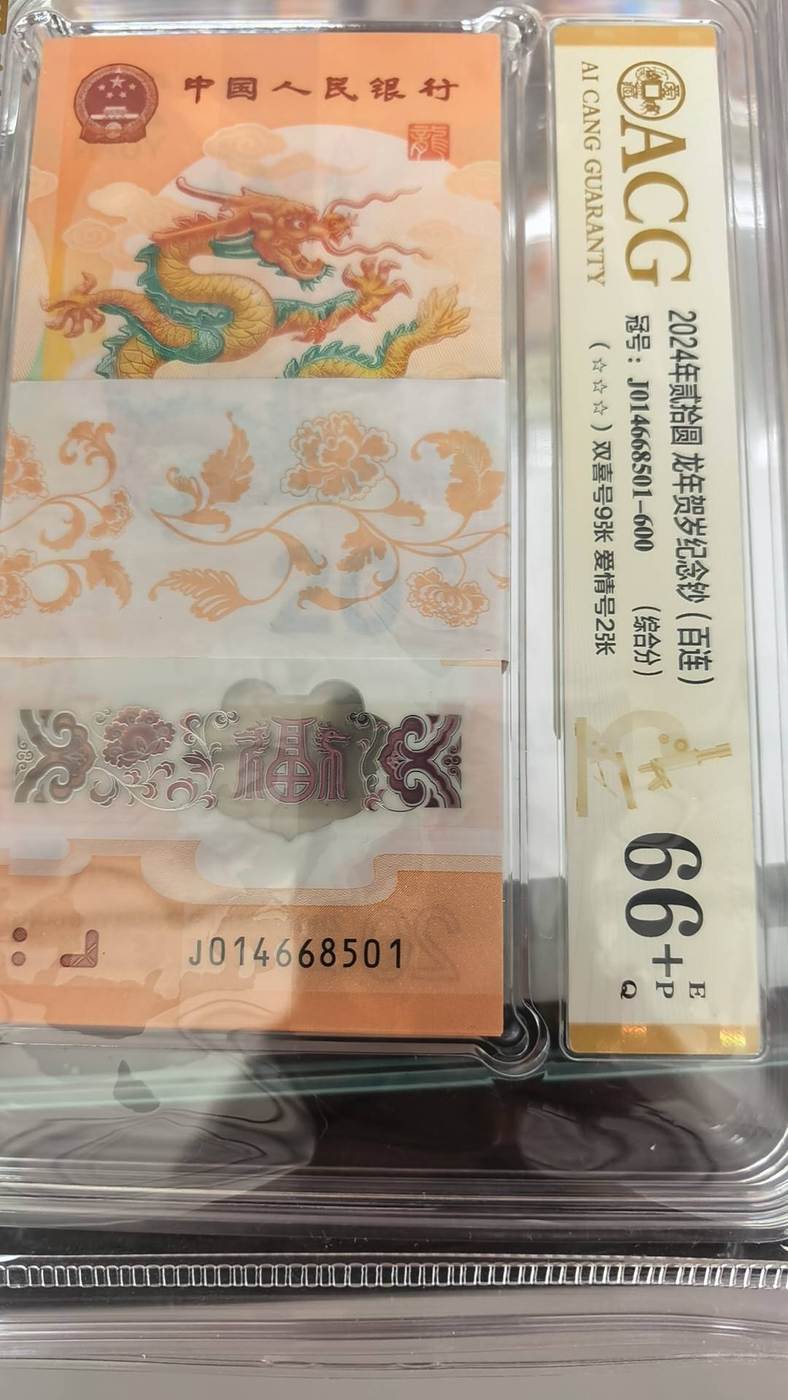 中国人民银行
龍
福
J014668501
ACG
AI CANG GUARANTY
2024年贰拾圆 龙年贺岁纪念钞（百连）
冠号：J014668501-600 （综合分）
（☆☆☆）双喜号9张 爱情号2张
66+
E
P
Q